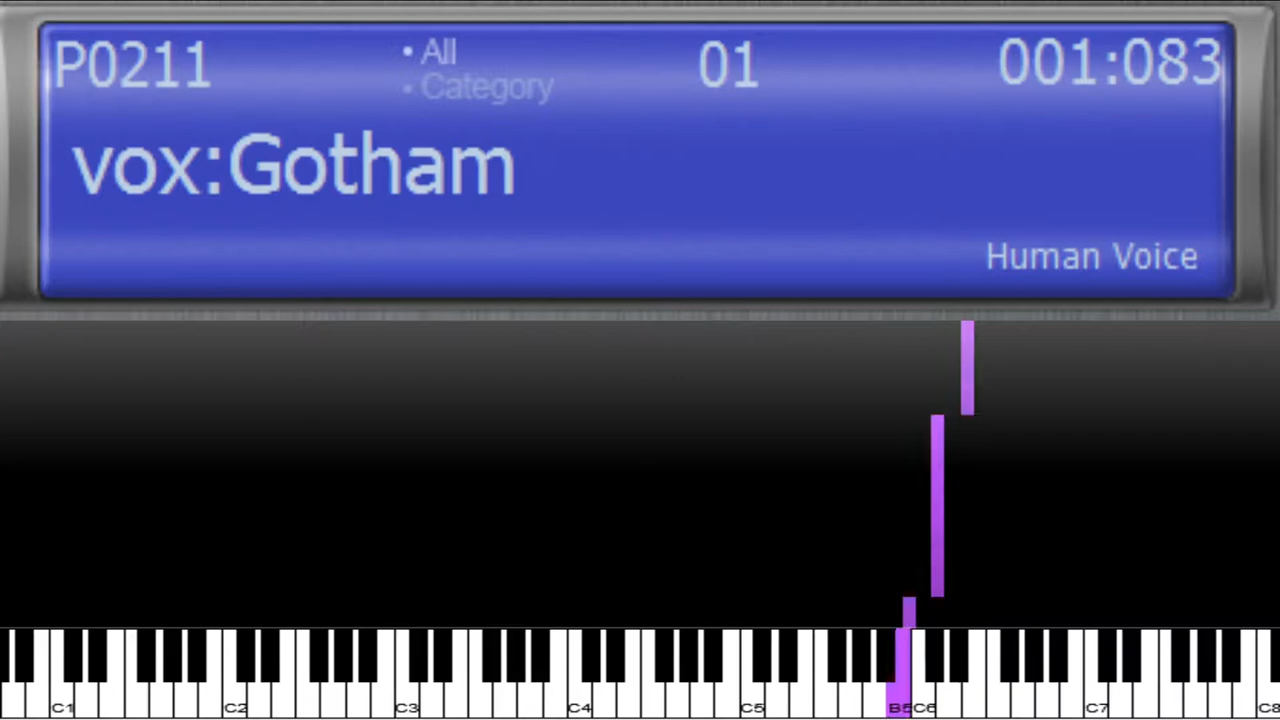 P0211
• All
• Category
01
001:083
vox:Gotham
Human Voice
C1 C2 C3 C4 C5 B5 C6 C7 C8